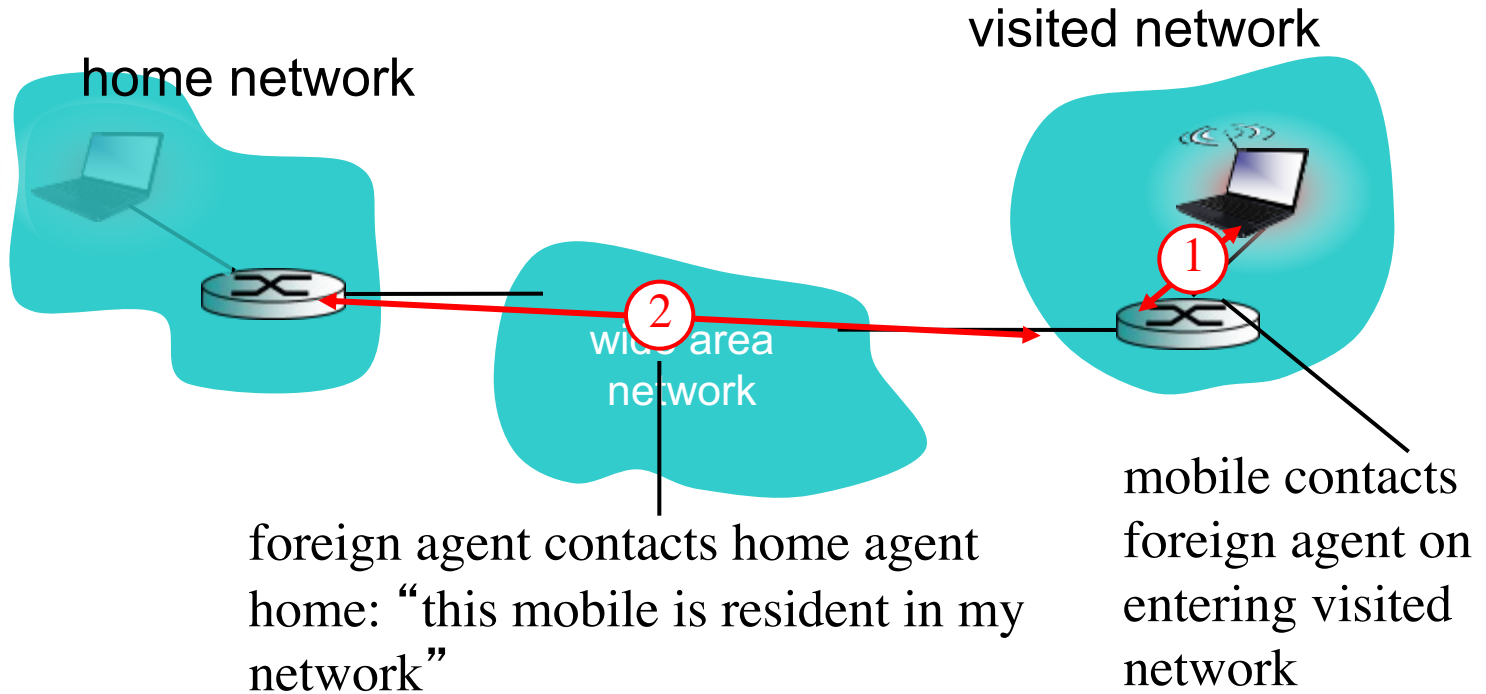 visited network
home network
1
2
wide area
network
foreign agent contacts home agent
home: “this mobile is resident in my
network”
mobile contacts
foreign agent on
entering visited
network